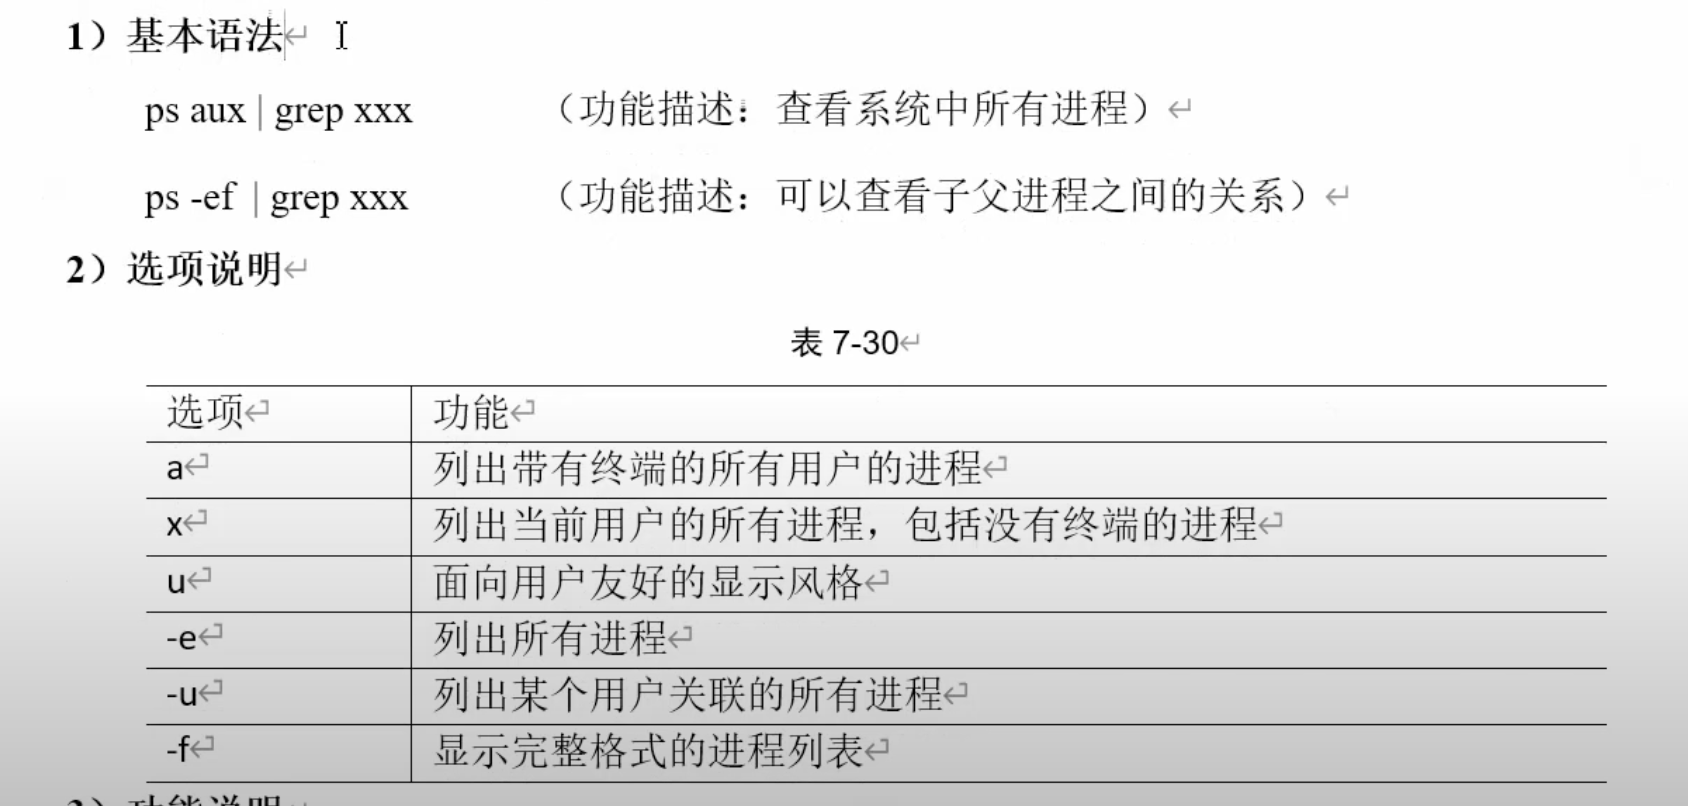 1）基本语法
ps aux | grep xxx （功能描述：查看系统中所有进程）
ps -ef | grep xxx （功能描述：可以查看子父进程之间的关系）
2）选项说明
表 7-30
选项 功能
a 列出带有终端的所有用户的进程
x 列出当前用户的所有进程，包括没有终端的进程
u 面向用户友好的显示风格
-e 列出所有进程
-u 列出某个用户关联的所有进程
-f 显示完整格式的进程列表
3）功能说明